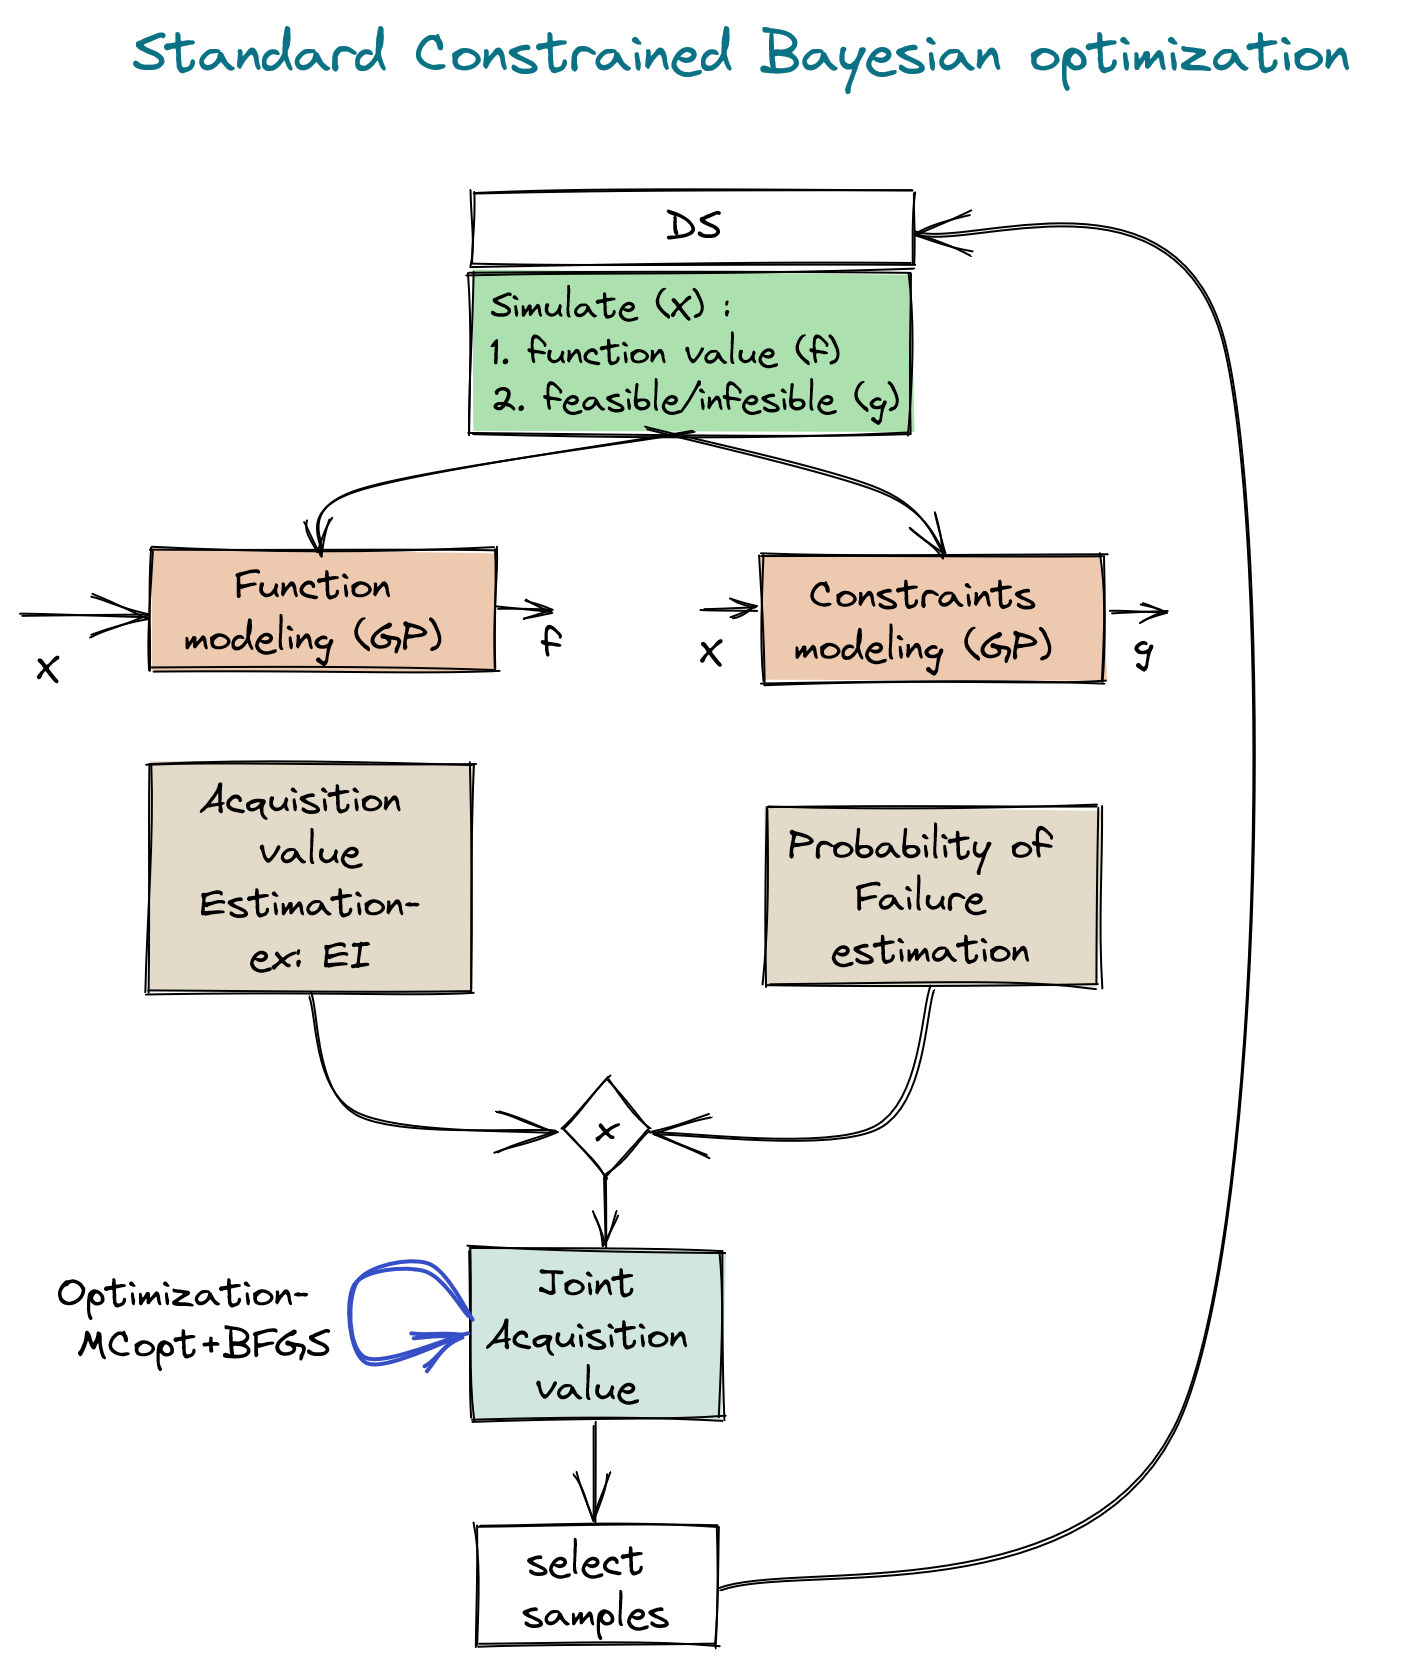 Standard Constrained Bayesian optimization
DS
Simulate (x) :
1. function value (f)
2. feasible/infesible (g)
Function
modeling (GP)
x
f
Constraints
modeling (GP)
x
g
Acquisition
value
Estimation-
ex: EI
Probability of
Failure
estimation
x
Joint
Acquisition
value
Optimization-
MCopt+BFGS
select
samples